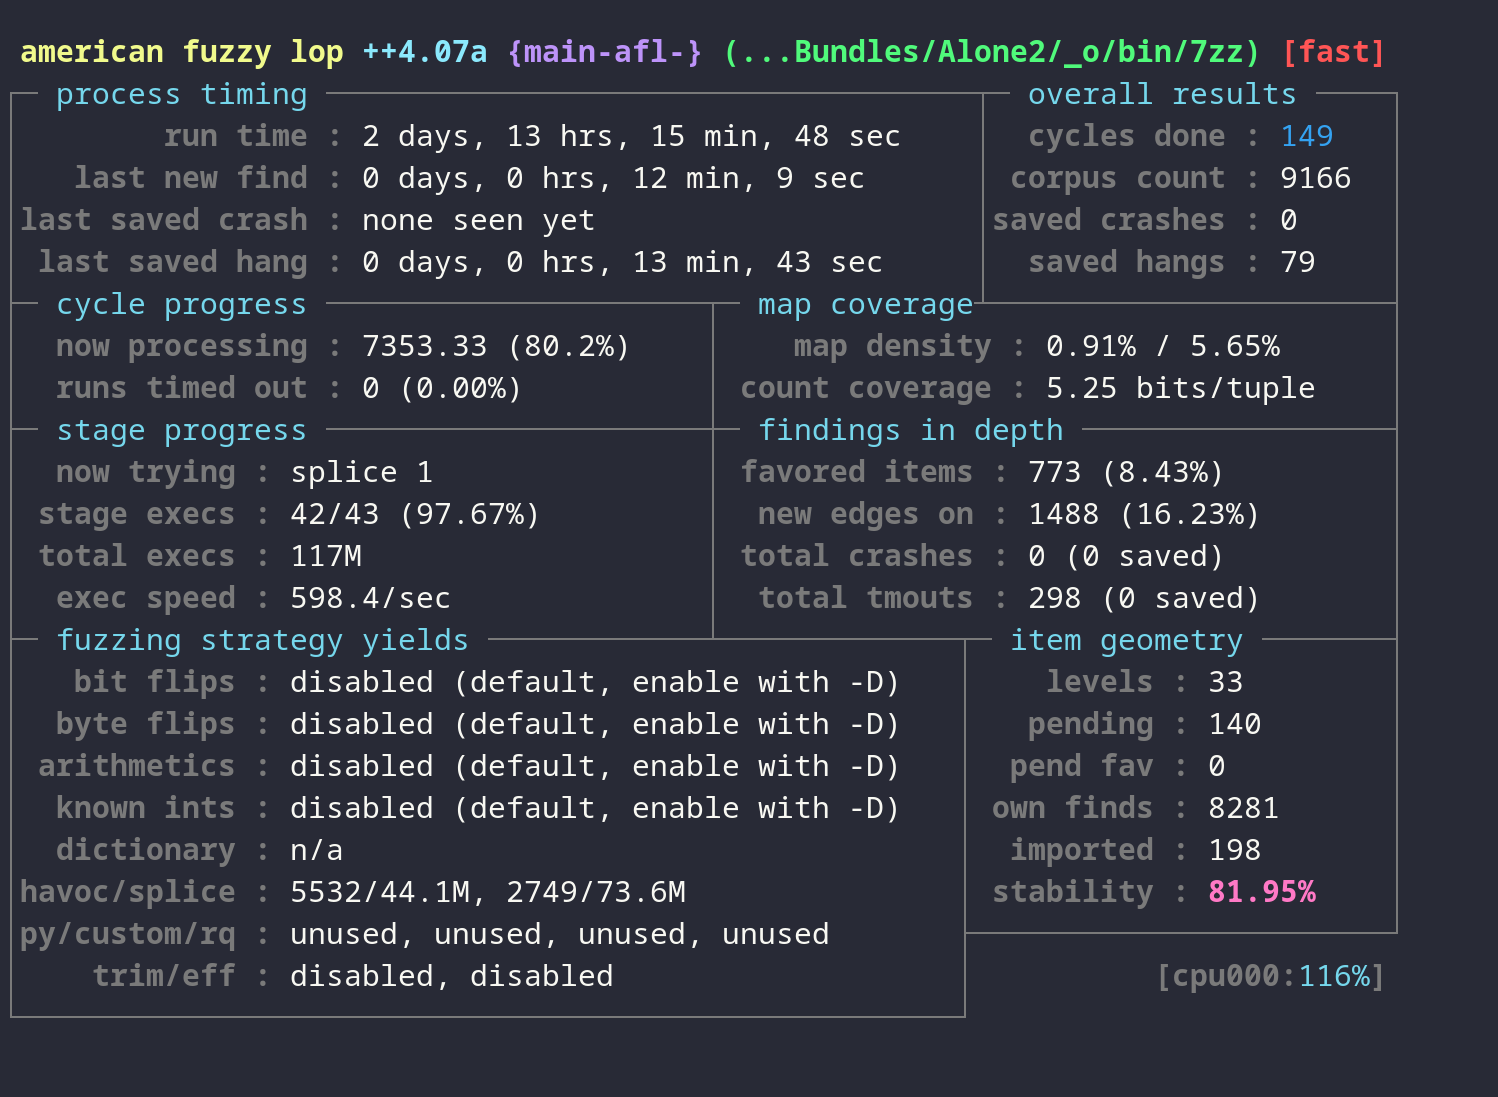 american fuzzy lop ++4.07a {main-afl-} (...Bundles/Alone2/_o/bin/7zz) [fast]
process timing overall results
run time : 2 days, 13 hrs, 15 min, 48 sec cycles done : 149
last new find : 0 days, 0 hrs, 12 min, 9 sec corpus count : 9166
last saved crash : none seen yet saved crashes : 0
last saved hang : 0 days, 0 hrs, 13 min, 43 sec saved hangs : 79
cycle progress map coverage
now processing : 7353.33 (80.2%) map density : 0.91% / 5.65%
runs timed out : 0 (0.00%) count coverage : 5.25 bits/tuple
stage progress findings in depth
now trying : splice 1 favored items : 773 (8.43%)
stage execs : 42/43 (97.67%) new edges on : 1488 (16.23%)
total execs : 117M total crashes : 0 (0 saved)
exec speed : 598.4/sec total tmouts : 298 (0 saved)
fuzzing strategy yields item geometry
bit flips : disabled (default, enable with -D) levels : 33
byte flips : disabled (default, enable with -D) pending : 140
arithmetics : disabled (default, enable with -D) pend fav : 0
known ints : disabled (default, enable with -D) own finds : 8281
dictionary : n/a imported : 198
havoc/splice : 5532/44.1M, 2749/73.6M stability : 81.95%
py/custom/rq : unused, unused, unused, unused
trim/eff : disabled, disabled [cpu000:116%]